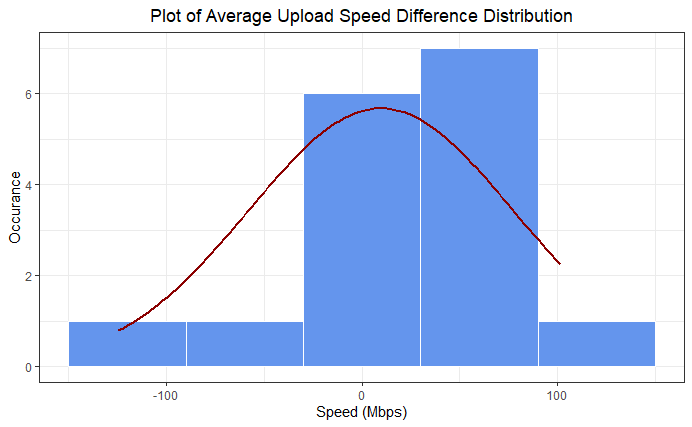 Plot of Average Upload Speed Difference Distribution
Occurance
6
4
2
0
-100 0 100
Speed (Mbps)